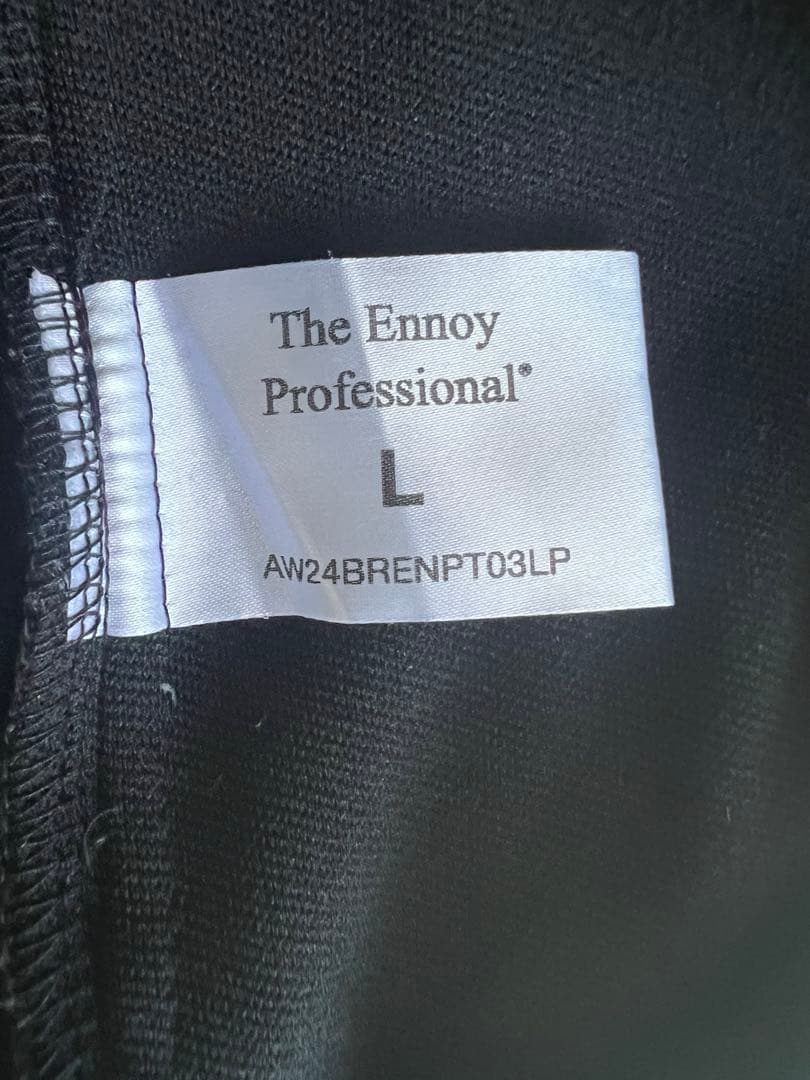 The Ennoy
Professional®
L
AW24BRENPT03LP